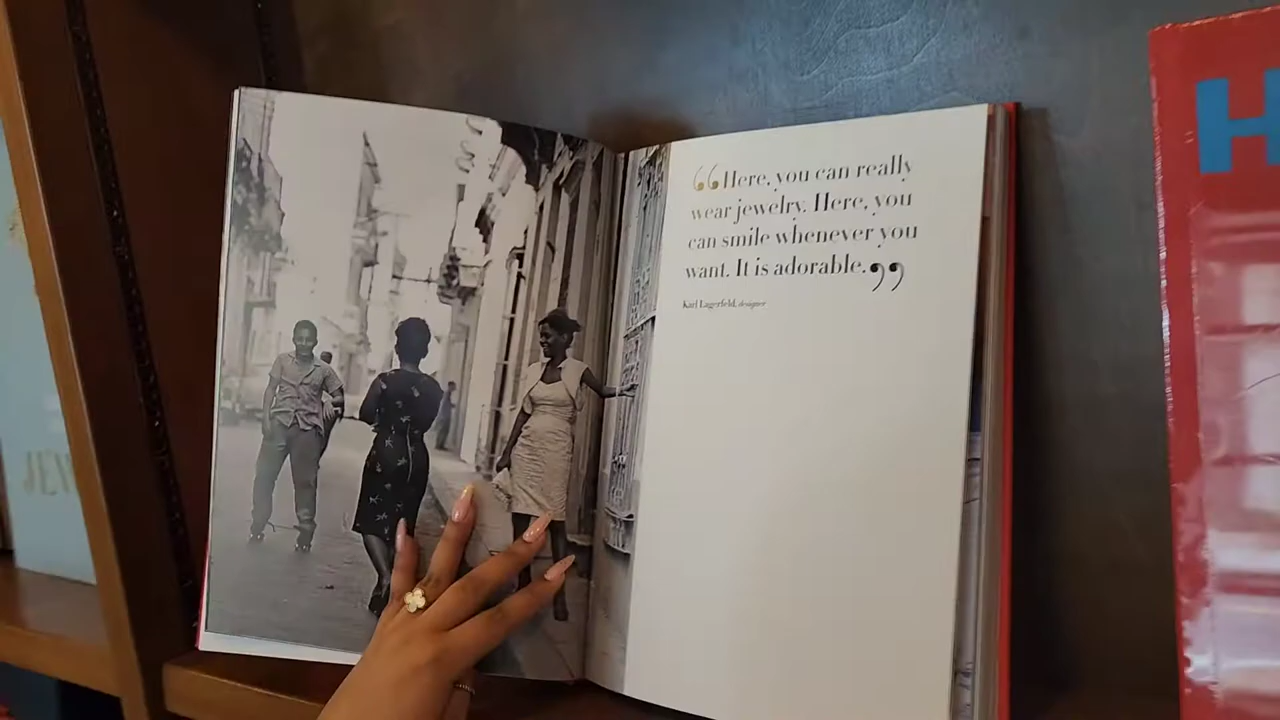 JEW
“Here, you can really
wear jewelry. Here, you
can smile whenever you
want. It is adorable.”
Karl Lagerfeld, designer
H